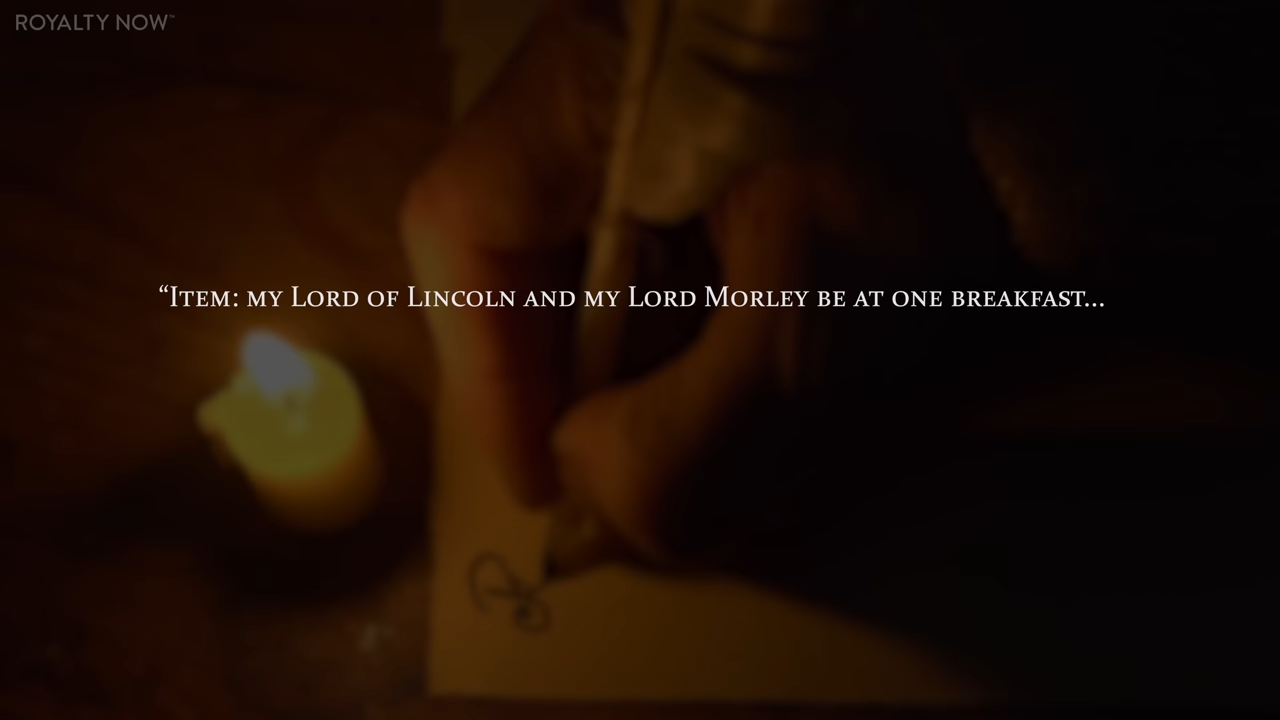 ROYALTY NOW™
“Item: my Lord of Lincoln and my Lord Morley be at one breakfast...